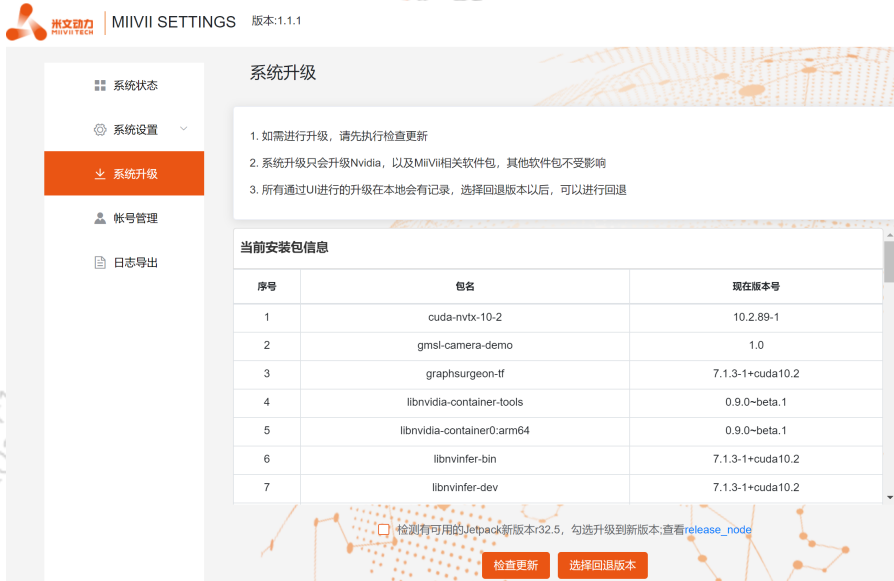 米文动力
MIIVII TECH
MIIVII SETTINGS 版本:1.1.1
系统状态
系统设置
系统升级
帐号管理
日志导出
系统升级
1. 如需进行升级，请先执行检查更新
2. 系统升级只会升级Nvidia，以及MiiVii相关软件包，其他软件包不受影响
3. 所有通过UI进行的升级在本地会有记录，选择回退版本以后，可以进行回退
当前安装包信息
序号 包名 现在版本号
1 cuda-nvtx-10-2 10.2.89-1
2 gmsl-camera-demo 1.0
3 graphsurgeon-tf 7.1.3-1+cuda10.2
4 libnvidia-container-tools 0.9.0~beta.1
5 libnvidia-container0:arm64 0.9.0~beta.1
6 libnvinfer-bin 7.1.3-1+cuda10.2
7 libnvinfer-dev 7.1.3-1+cuda10.2
检测有可用的Jetpack新版本r32.5，勾选升级到新版本;查看release_node
检查更新 选择回退版本